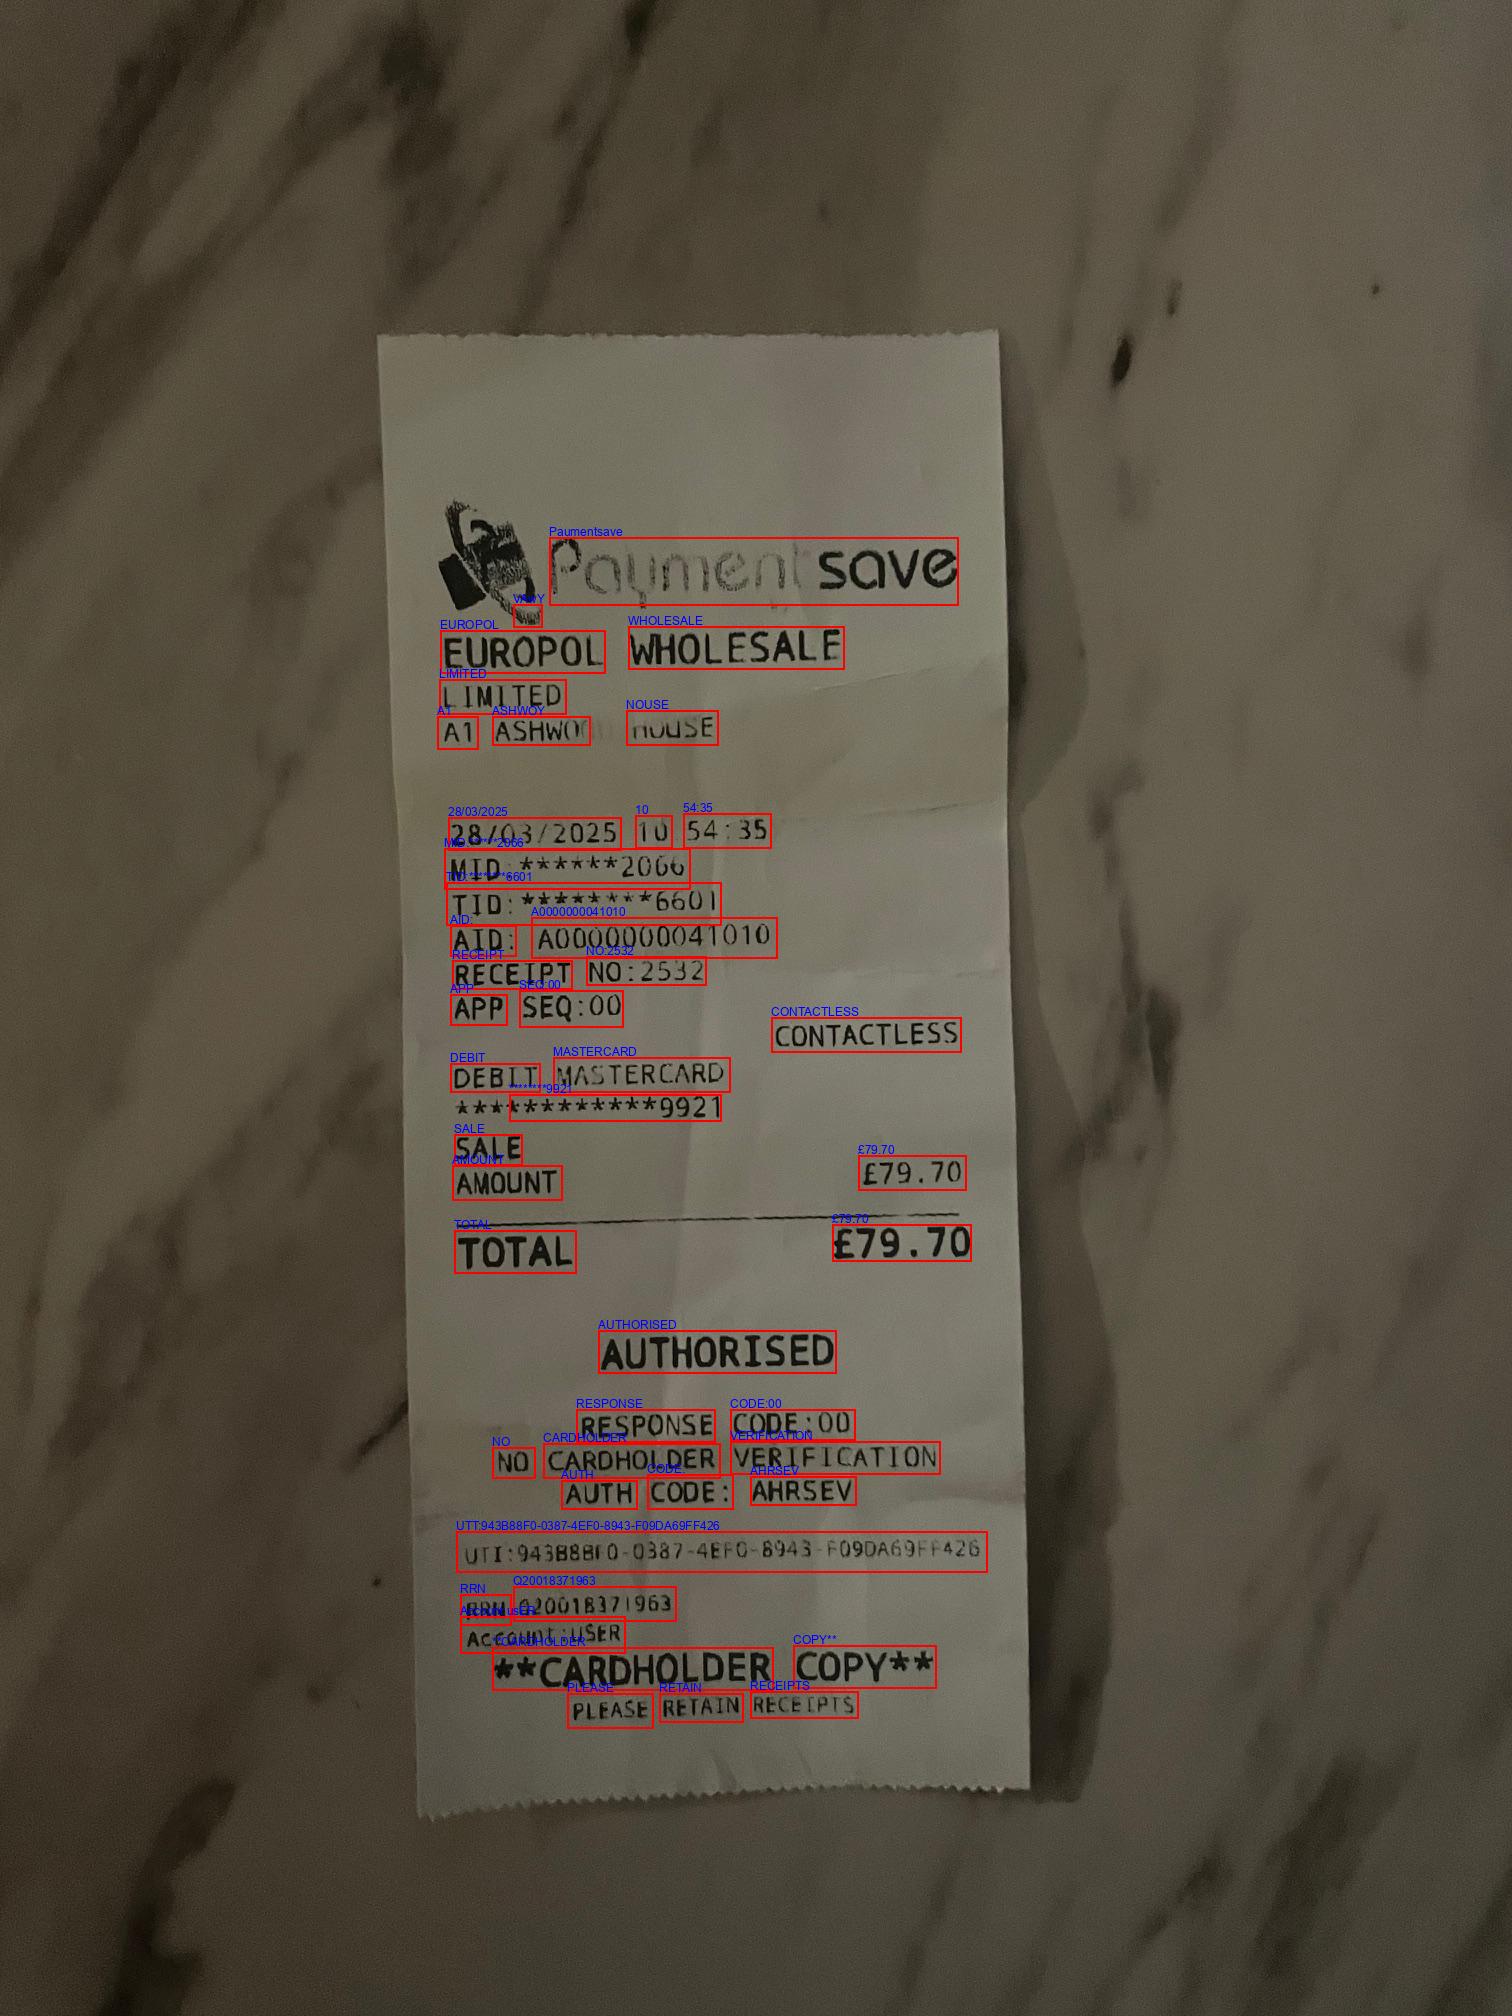 Paymentsave
EUROPOL WHOLESALE
LIMITED
A1 HOUSE
28/03/2025 10:54:35
MID:******2066
TID:********6601
AID: A0000000041010
RECEIPT NO:2532
APP SEQ:00
CONTACTLESS
DEBIT MASTERCARD
************9921
SALE
AMOUNT £79.70
TOTAL £79.70
AUTHORISED
RESPONSE CODE:00
NO CARDHOLDER VERIFICATION
AUTH CODE: AHRSEV
UTI:943B88F0-0387-4EF0-8943-F09DA69FF426
RRN 020018371963
Account:USER
**CARDHOLDER COPY**
PLEASE RETAIN RECEIPTS